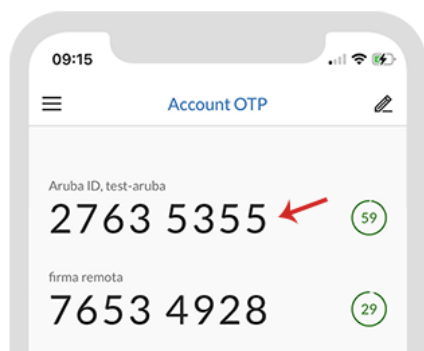 09:15
Account OTP
Aruba ID, test-aruba
2763 5355
59
firma remota
7653 4928
29